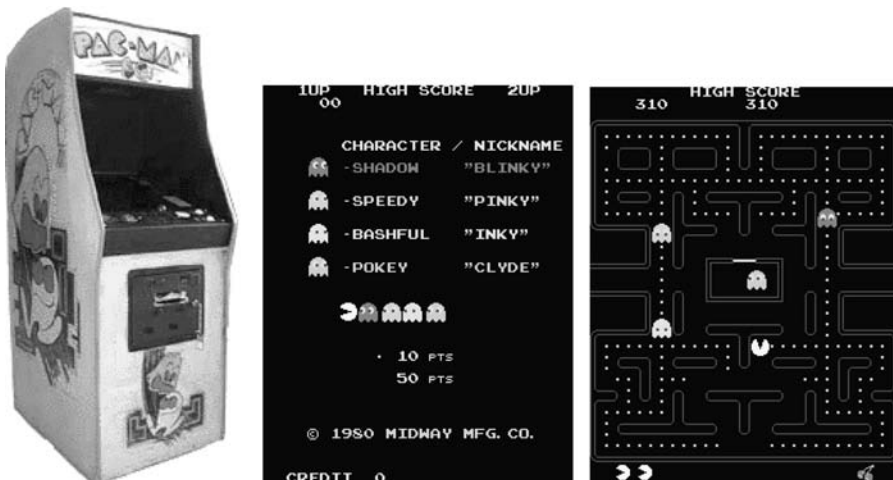 PAC-MAN
1UP HIGH SCORE 2UP
00
CHARACTER / NICKNAME
-SHADOW "BLINKY"
-SPEEDY "PINKY"
-BASHFUL "INKY"
-POKEY "CLYDE"
10 PTS
50 PTS
© 1980 MIDWAY MFG. CO.
CREDIT 0
HIGH SCORE
310 310